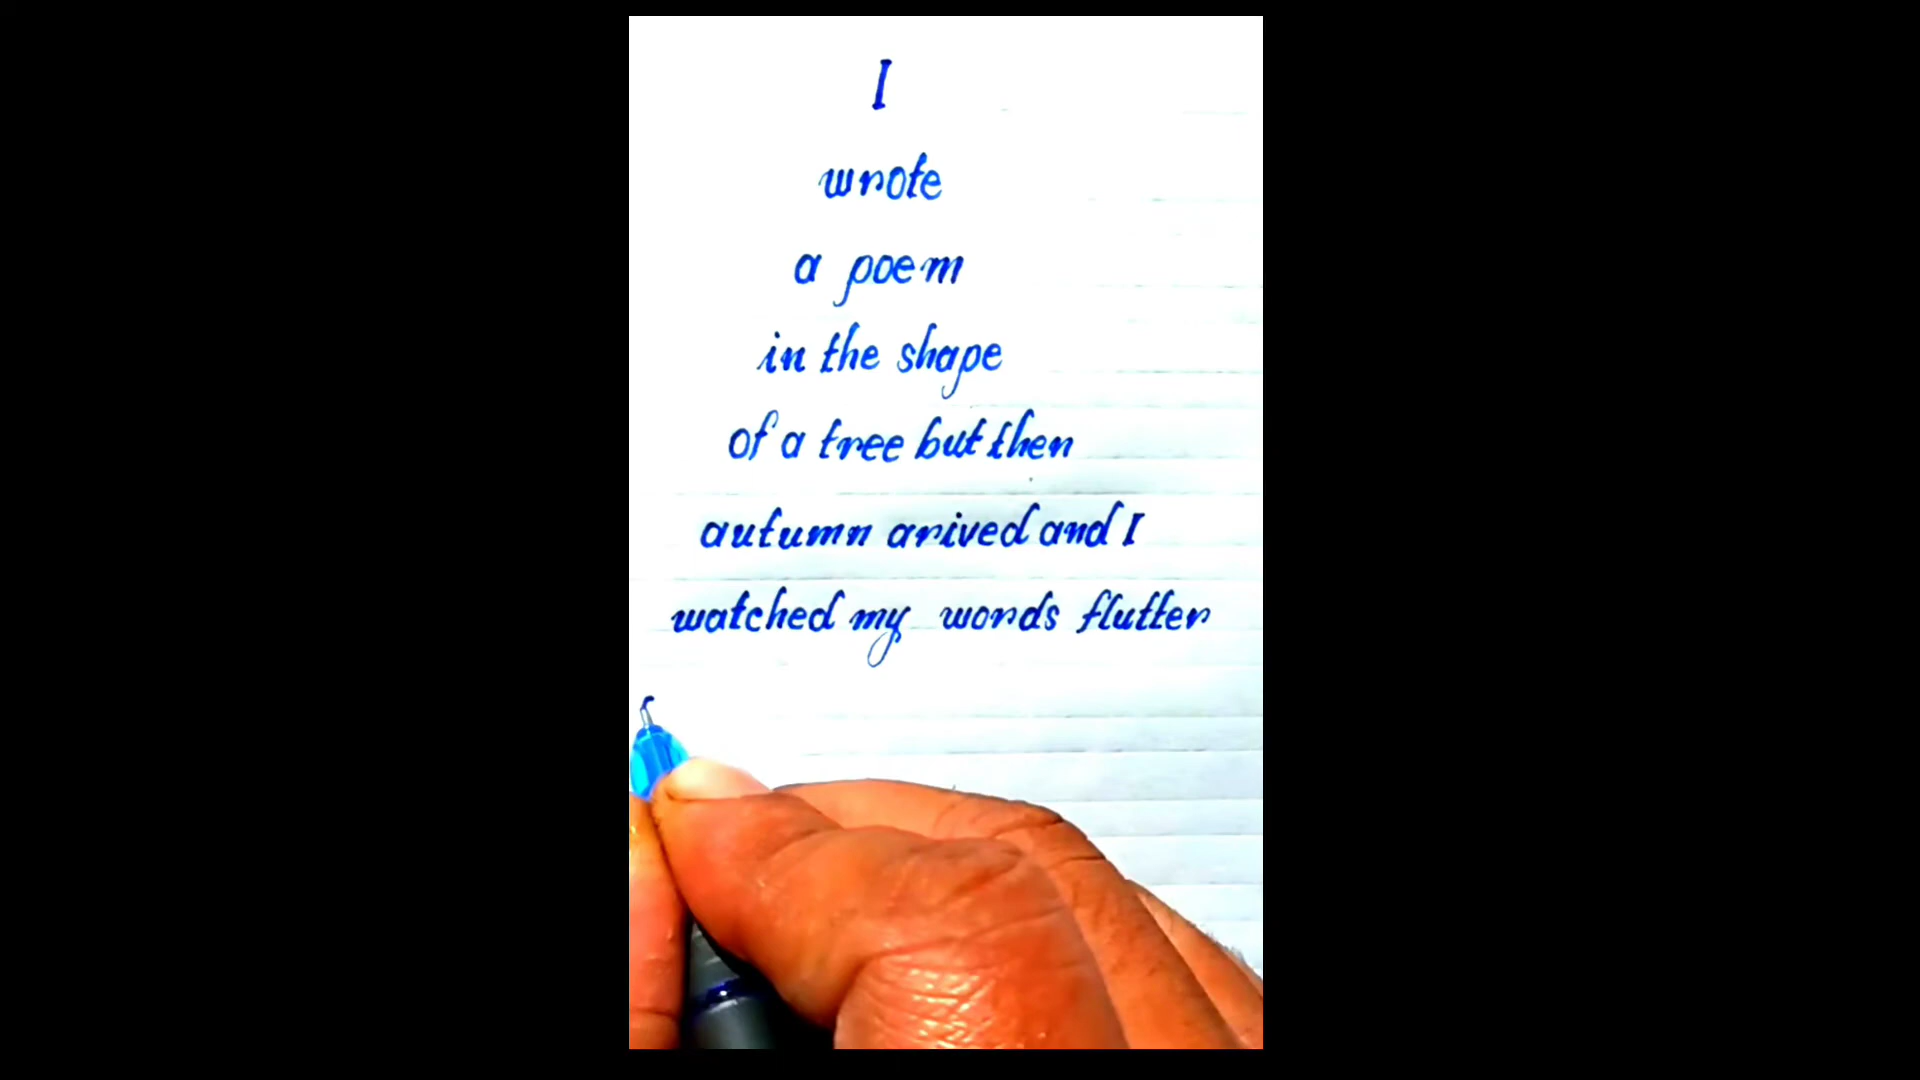 I
wrote
a poem
in the shape
of a tree but then
autumn arived and I
watched my words flutter